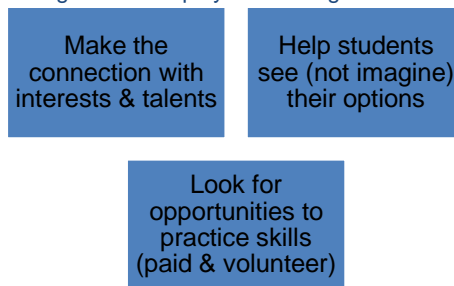 Make the
connection with
interests & talents
Help students
see (not imagine)
their options
Look for
opportunities to
practice skills
(paid & volunteer)